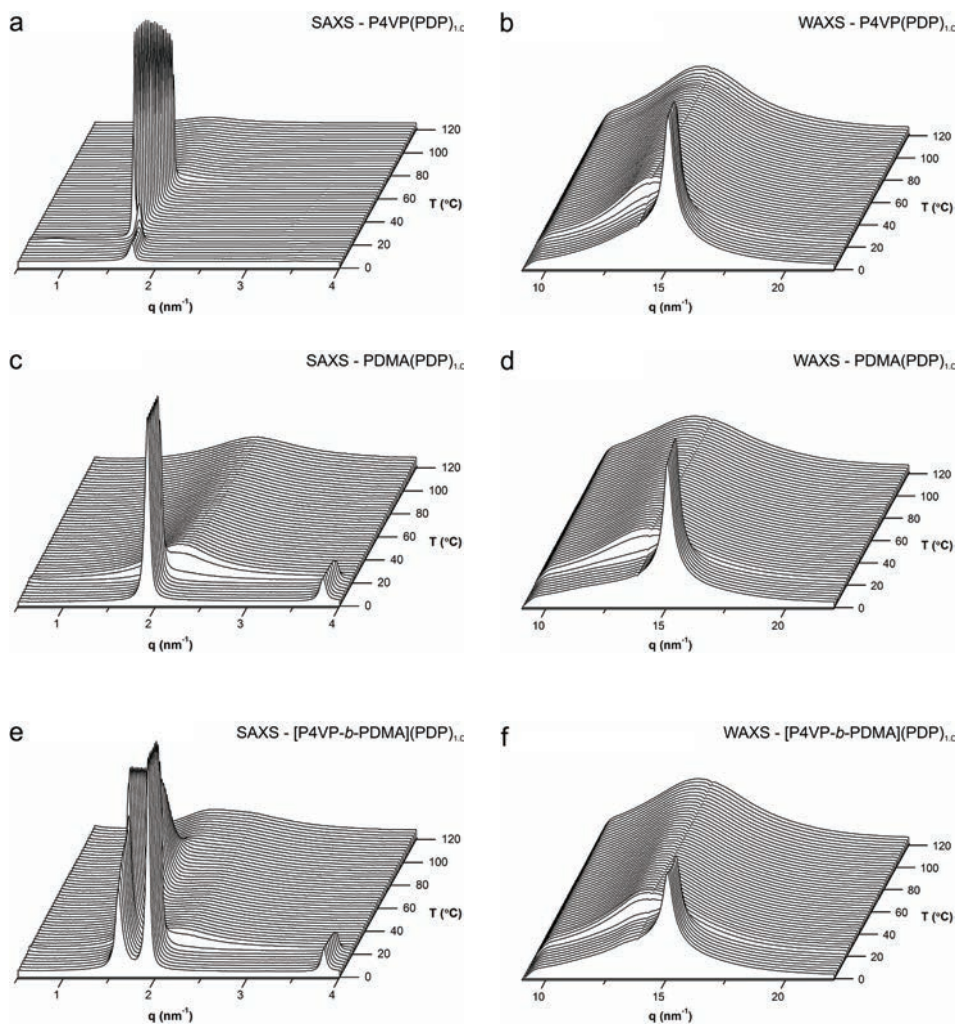 a SAXS - P4VP(PDP)1.0
120
100
80
60
40
20
0
T (°C)
1 2 3 4
q (nm-1)
b WAXS - P4VP(PDP)1.0
120
100
80
60
40
20
0
T (°C)
10 15 20
q (nm-1)
c SAXS - PDMA(PDP)1.0
120
100
80
60
40
20
0
T (°C)
1 2 3 4
q (nm-1)
d WAXS - PDMA(PDP)1.0
120
100
80
60
40
20
0
T (°C)
10 15 20
q (nm-1)
e SAXS - [P4VP-b-PDMA](PDP)1.0
120
100
80
60
40
20
0
T (°C)
1 2 3 4
q (nm-1)
f WAXS - [P4VP-b-PDMA](PDP)1.0
120
100
80
60
40
20
0
T (°C)
10 15 20
q (nm-1)